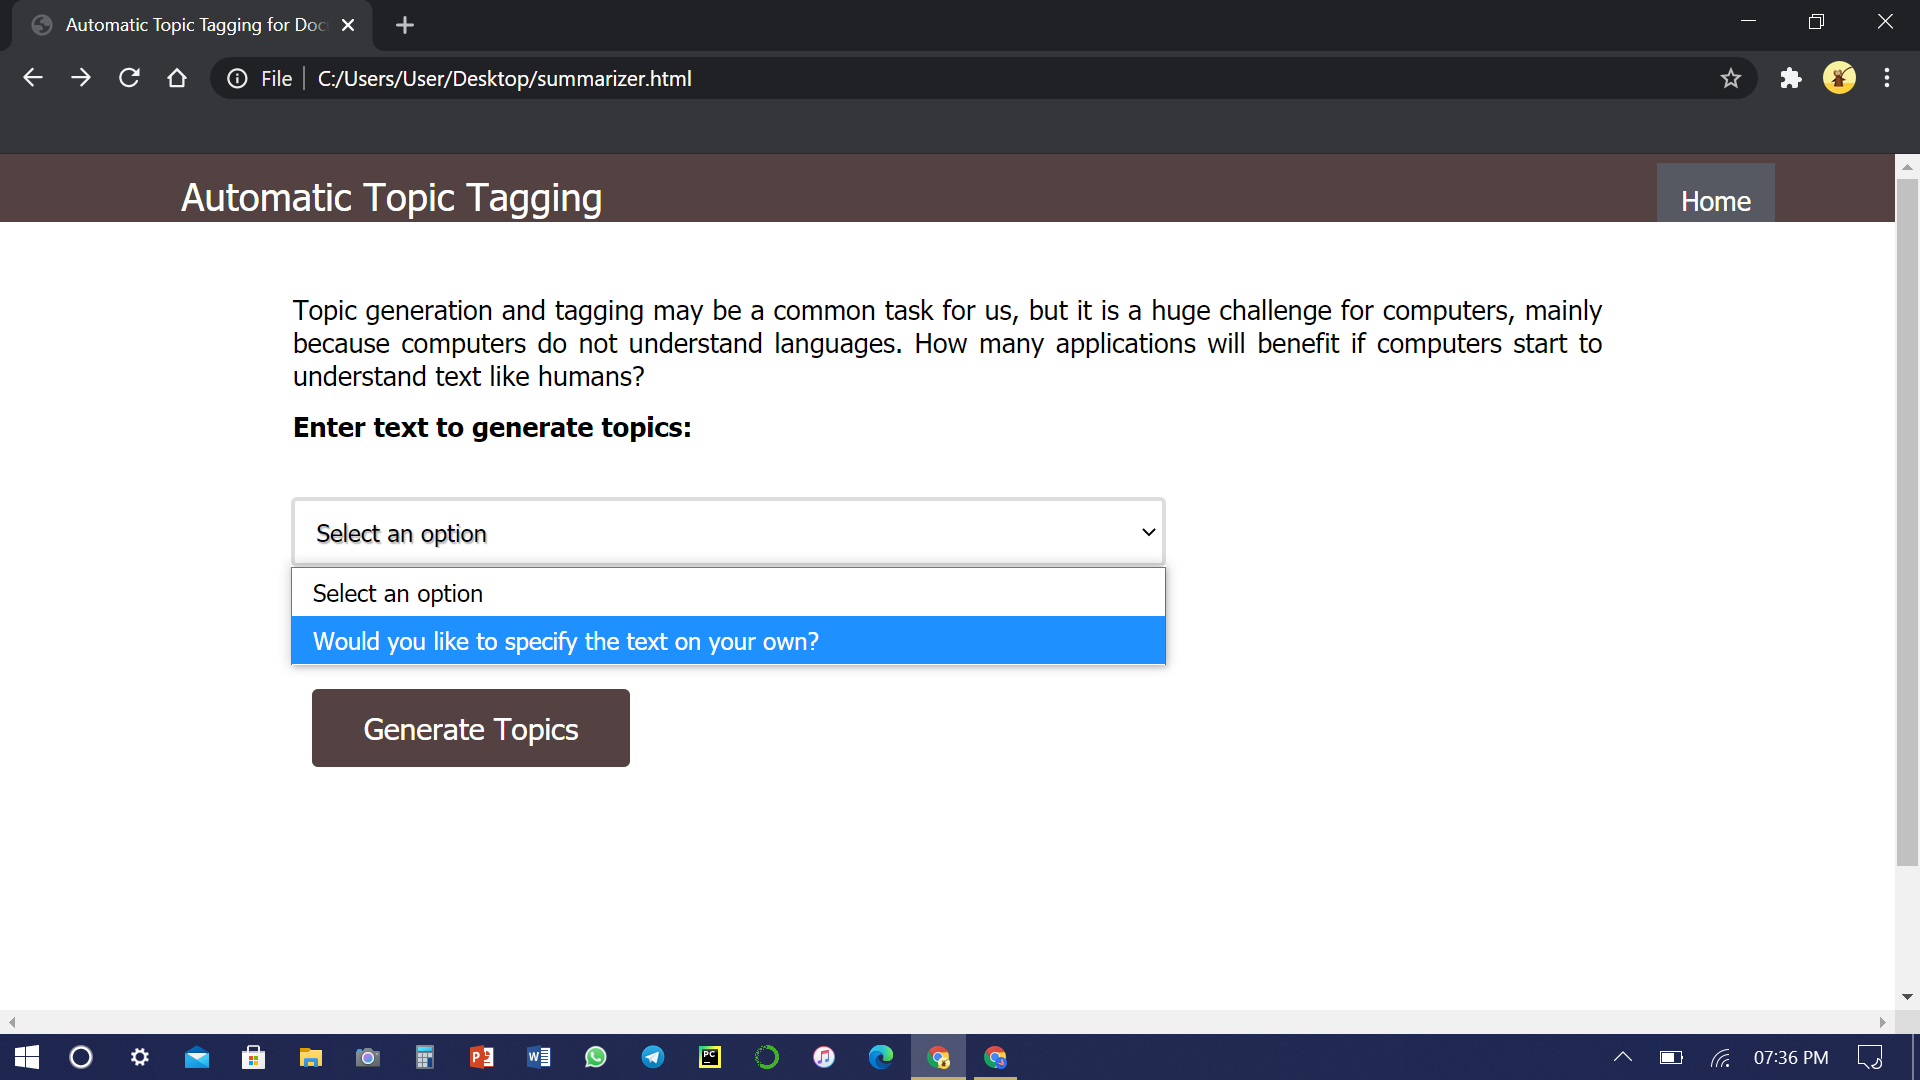 Automatic Topic Tagging for Doc
File
C:/Users/User/Desktop/summarizer.html
Automatic Topic Tagging
Home
Topic generation and tagging may be a common task for us, but it is a huge challenge for computers, mainly
because computers do not understand languages. How many applications will benefit if computers start to
understand text like humans?
Enter text to generate topics:
Select an option
Select an option
Would you like to specify the text on your own?
Generate Topics
07:36 PM